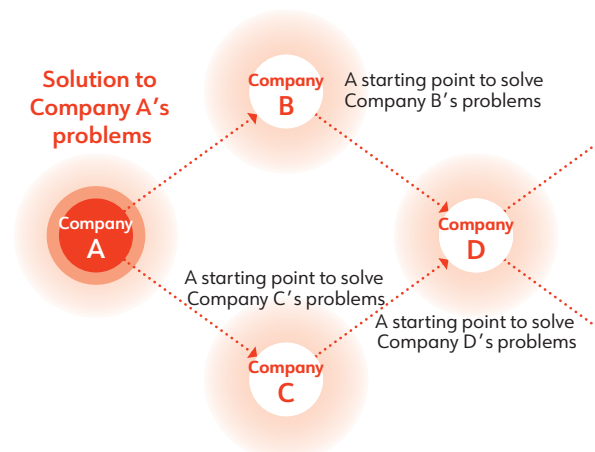 Solution to
Company A's
problems
Company
B
A starting point to solve
Company B's problems
Company
A
Company
D
A starting point to solve
Company C's problems
A starting point to solve
Company D's problems
Company
C